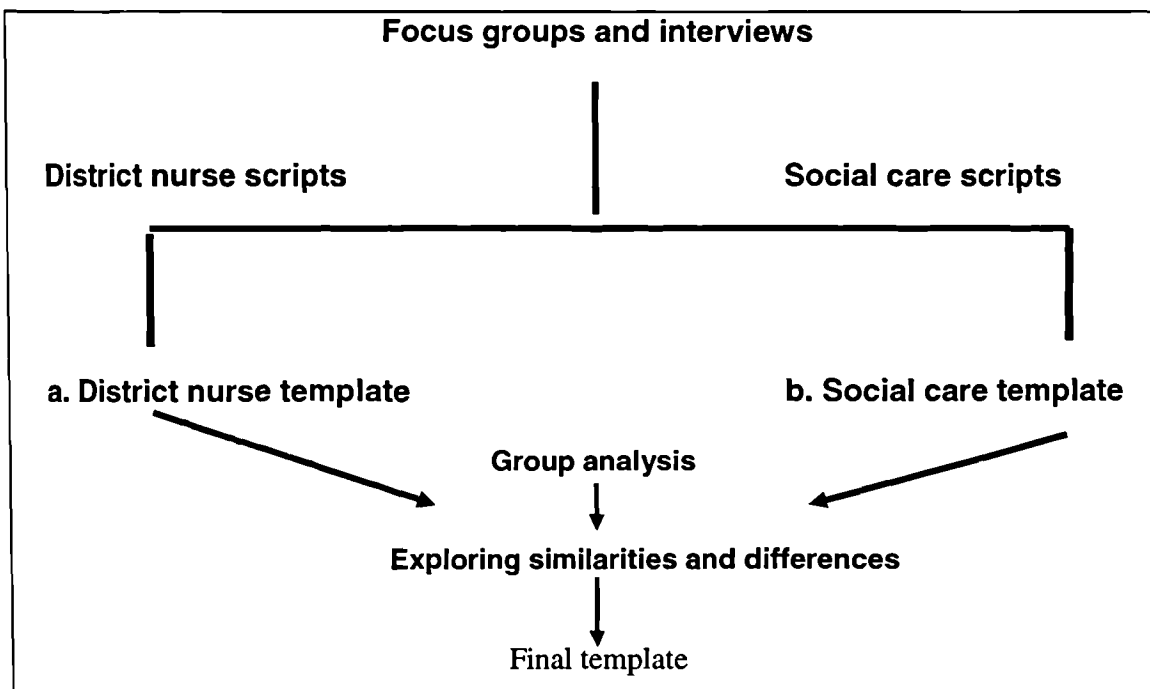 Focus groups and interviews
District nurse scripts
Social care scripts
a. District nurse template
b. Social care template
Group analysis
Exploring similarities and differences
Final template